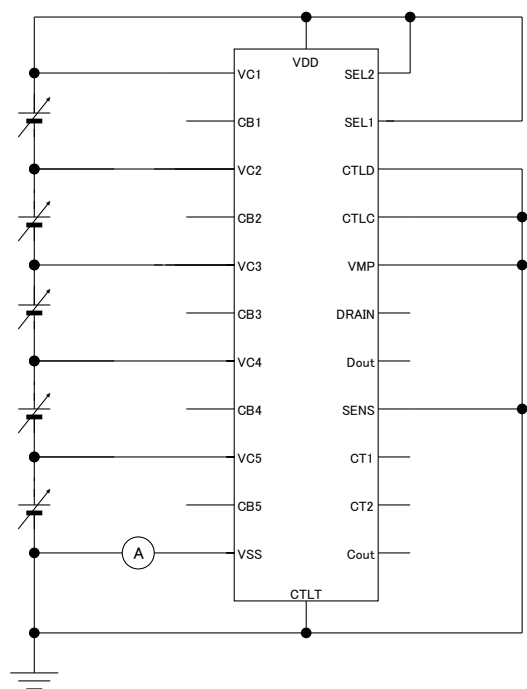 VDD
VC1 SEL2
CB1 SEL1
VC2 CTLD
CB2 CTLC
VC3 VMP
CB3 DRAIN
VC4 Dout
CB4 SENS
VC5 CT1
CB5 CT2
A VSS Cout
CTLT